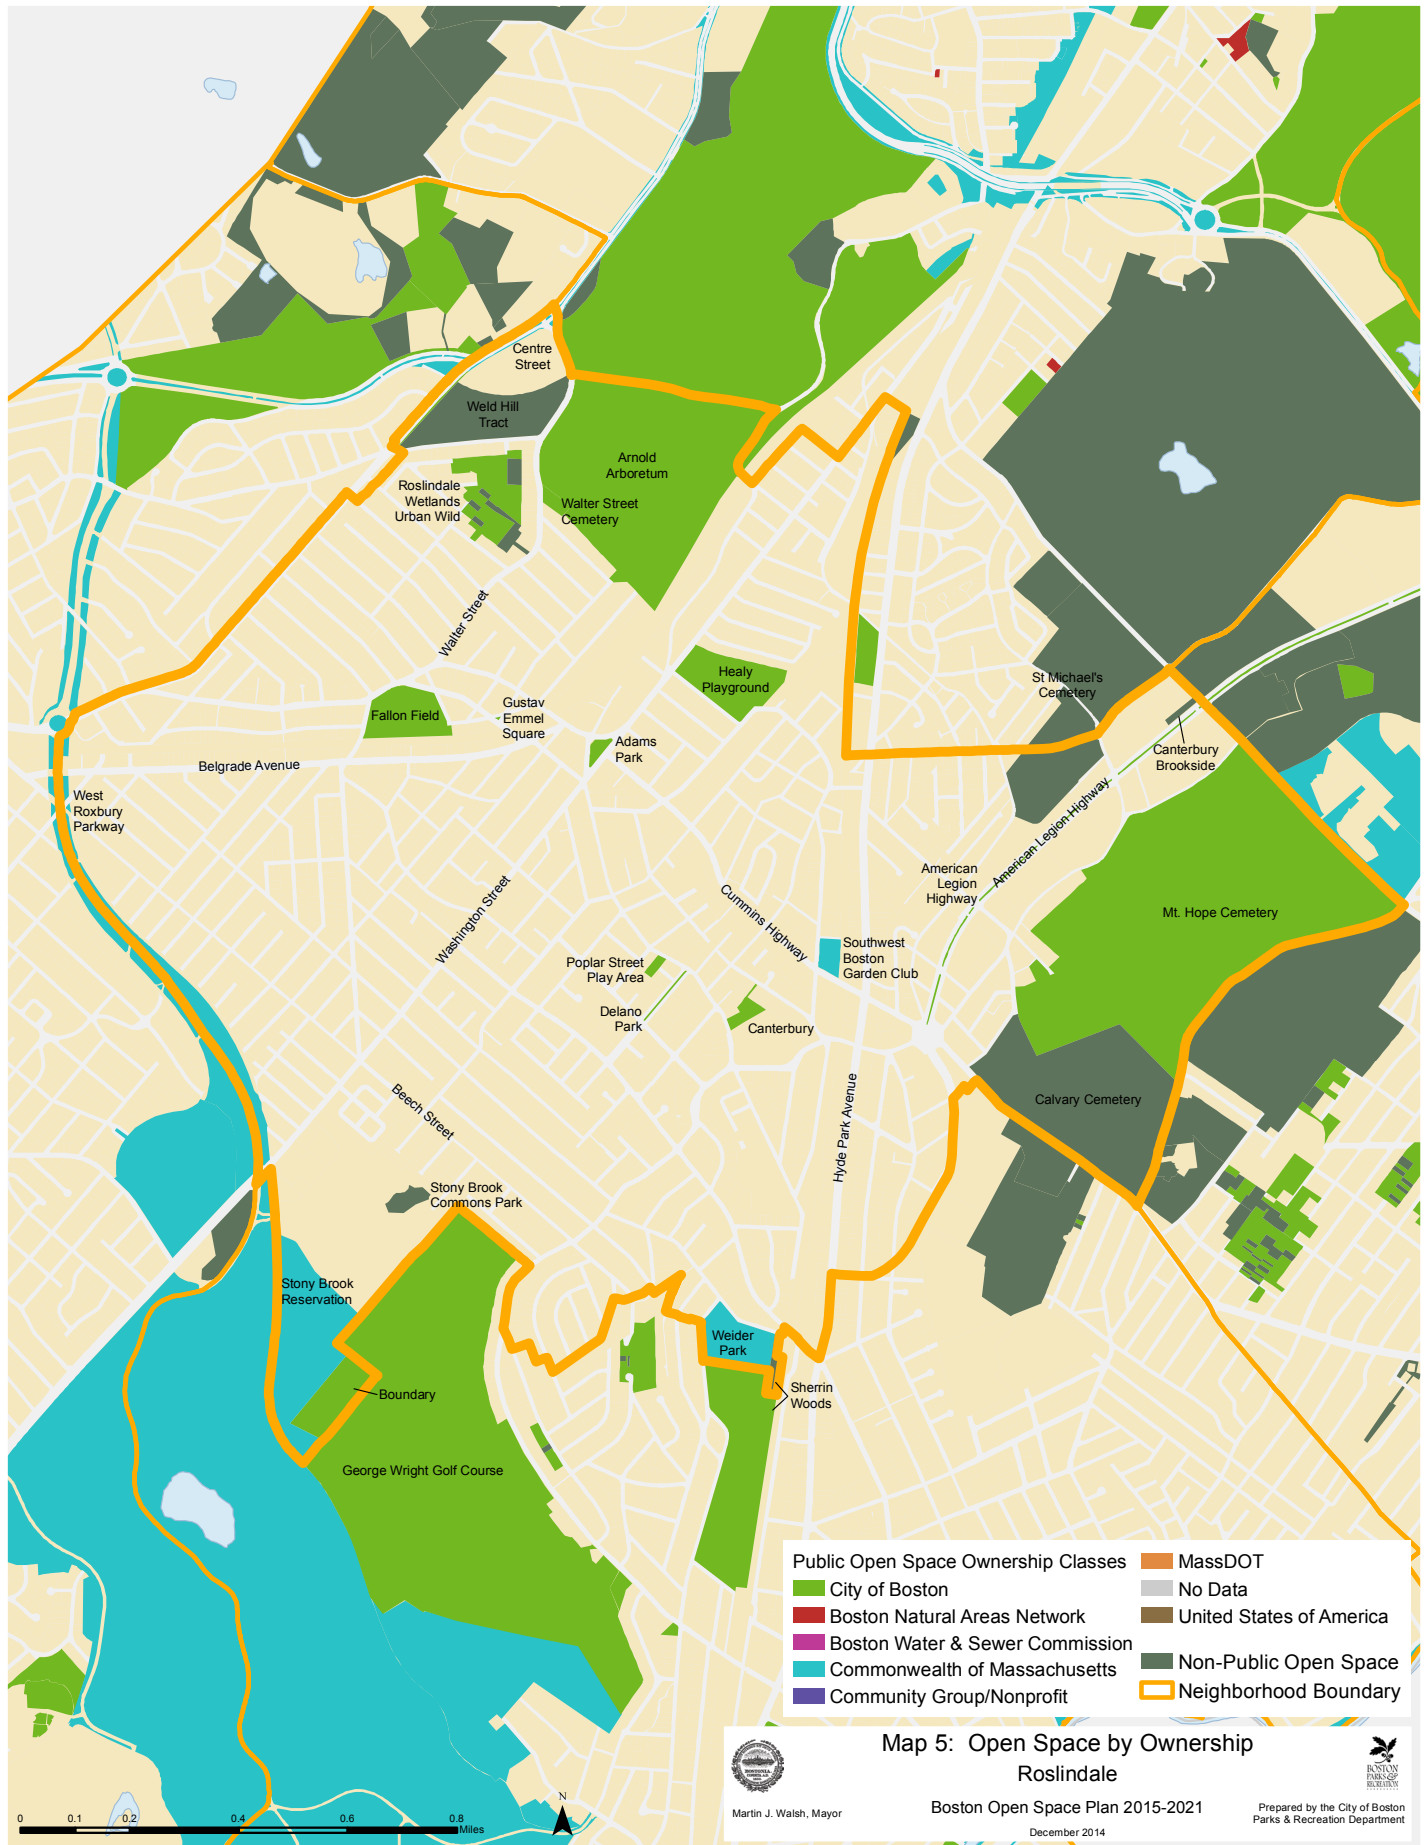 Centre
Street
Weld Hill
Tract
Arnold
Arboretum
Roslindale
Wetlands
Urban Wild
Walter Street
Cemetery
Walter Street
Healy
Playground
St Michael's
Cemetery
Gustav
Emmel
Square
Fallon Field
Adams
Park
Canterbury
Brookside
Belgrade Avenue
West
Roxbury
Parkway
American Legion Highway
American
Legion
Highway
Washington Street
Cummins Highway
Mt. Hope Cemetery
Southwest
Boston
Garden Club
Poplar Street
Play Area
Delano
Park
Canterbury
Beech Street
Hyde Park Avenue
Calvary Cemetery
Stony Brook
Commons Park
Stony Brook
Reservation
Weider
Park
Boundary
Sherrin
Woods
George Wright Golf Course
Public Open Space Ownership Classes
City of Boston
Boston Natural Areas Network
Boston Water & Sewer Commission
Commonwealth of Massachusetts
Community Group/Nonprofit
MassDOT
No Data
United States of America
Non-Public Open Space
Neighborhood Boundary
Map 5: Open Space by Ownership
Roslindale
Boston Open Space Plan 2015-2021
December 2014
Martin J. Walsh, Mayor
BOSTON
PARKS &
RECREATION
Prepared by the City of Boston
Parks & Recreation Department
N
0 0.1 0.2 0.4 0.6 0.8
Miles